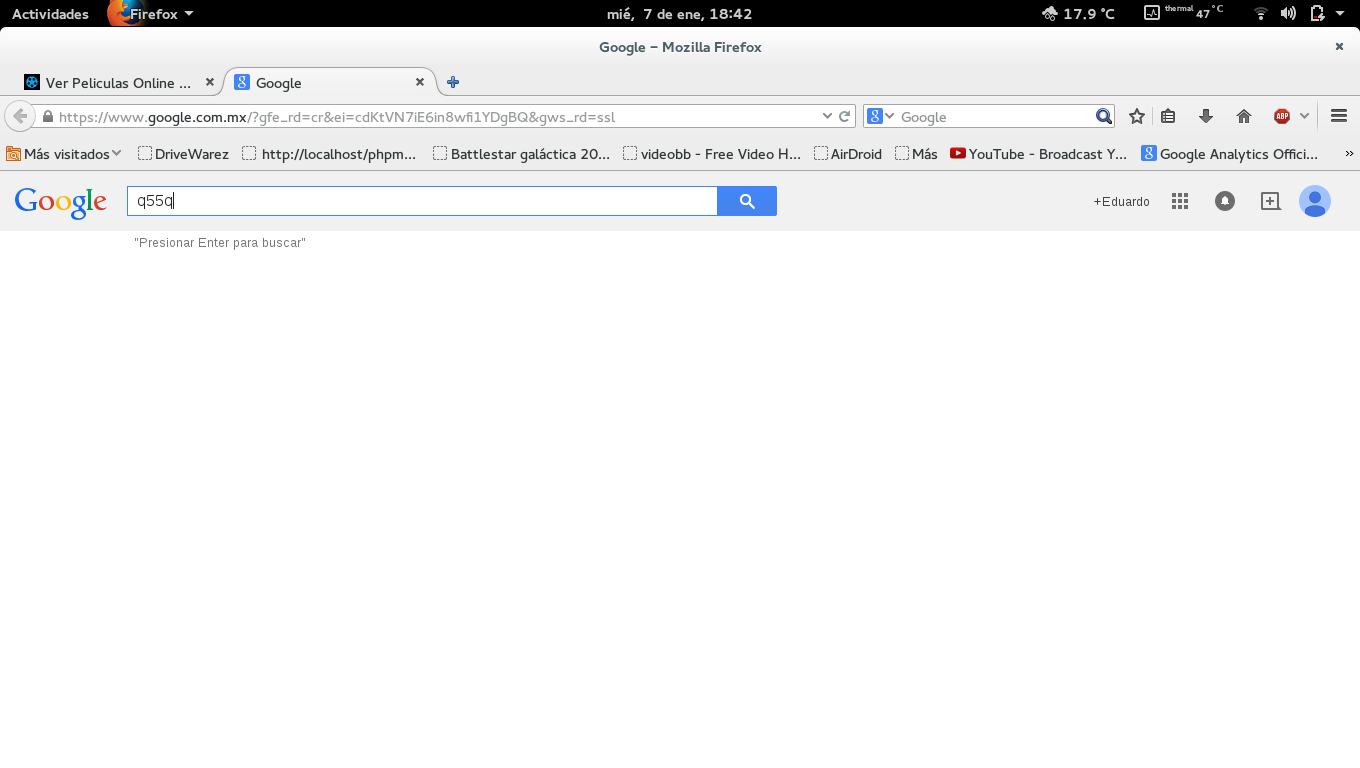 Actividades Firefox mié, 7 de ene, 18:42 17.9 °C thermal 47°C
Google – Mozilla Firefox
Ver Peliculas Online ... Google
https://www.google.com.mx/?gfe_rd=cr&ei=cdKtVN7iE6in8wfi1YDgBQ&gws_rd=ssl Google ABP
Más visitados DriveWarez http://localhost/phpm... Battlestar galáctica 20... videobb - Free Video H... AirDroid Más YouTube - Broadcast Y... Google Analytics Offici... »
Google q55q +Eduardo
"Presionar Enter para buscar"